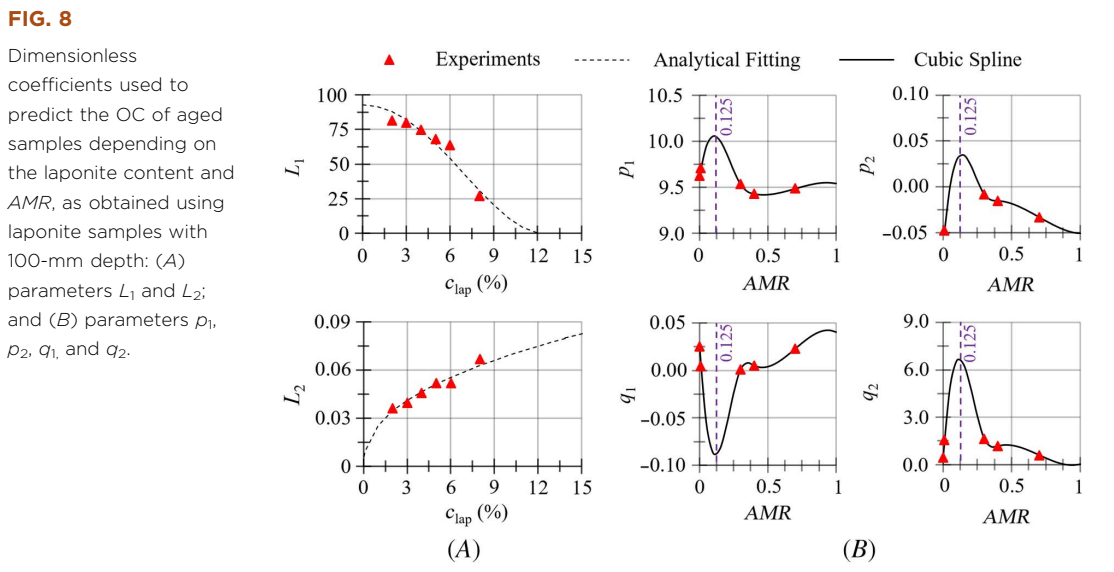 FIG. 8
Dimensionless
coefficients used to
predict the OC of aged
samples depending on
the laponite content and
AMR, as obtained using
laponite samples with
100-mm depth: (A)
parameters L1 and L2;
and (B) parameters p1,
p2, q1, and q2.
Experiments Analytical Fitting Cubic Spline
100
75
50
25
0
L1
0 3 6 9 12 15
clap (%)
10.5
10.0
9.5
9.0
p1
0.125
0 0.5 1
AMR
0.10
0.05
0.00
−0.05
p2
0.125
0 0.5 1
AMR
0.09
0.06
0.03
0
L2
0 3 6 9 12 15
clap (%)
(A)
0.05
0.00
−0.05
−0.10
q1
0.125
0 0.5 1
AMR
9.0
6.0
3.0
0.0
q2
0.125
0 0.5 1
AMR
(B)